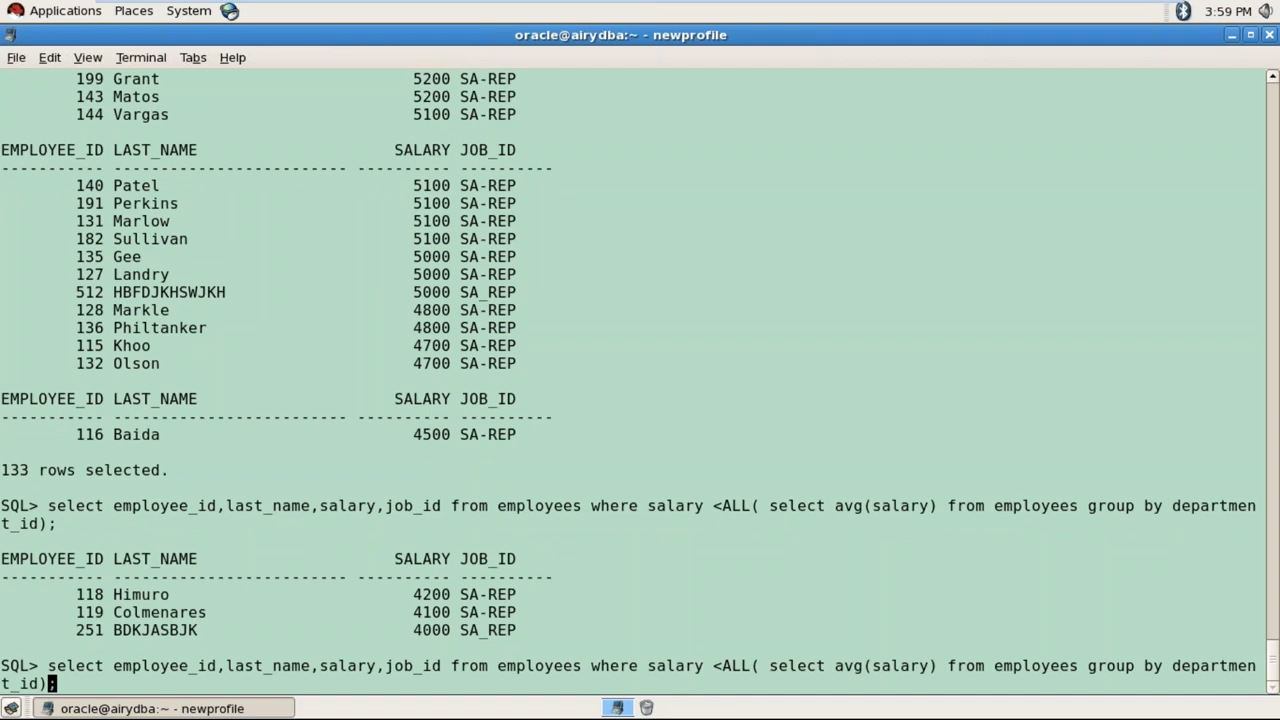 Applications Places System 3:59 PM
oracle@airydba:~ - newprofile
File Edit View Terminal Tabs Help
199 Grant 5200 SA-REP
143 Matos 5200 SA-REP
144 Vargas 5100 SA-REP
EMPLOYEE_ID LAST_NAME SALARY JOB_ID
----------- ------------------------- ---------- ----------
140 Patel 5100 SA-REP
191 Perkins 5100 SA-REP
131 Marlow 5100 SA-REP
182 Sullivan 5100 SA-REP
135 Gee 5000 SA-REP
127 Landry 5000 SA-REP
512 HBFDJKHSWJKH 5000 SA_REP
128 Markle 4800 SA-REP
136 Philtanker 4800 SA-REP
115 Khoo 4700 SA-REP
132 Olson 4700 SA-REP
EMPLOYEE_ID LAST_NAME SALARY JOB_ID
----------- ------------------------- ---------- ----------
116 Baida 4500 SA-REP
133 rows selected.
SQL> select employee_id,last_name,salary,job_id from employees where salary <ALL( select avg(salary) from employees group by departmen
t_id);
EMPLOYEE_ID LAST_NAME SALARY JOB_ID
----------- ------------------------- ---------- ----------
118 Himuro 4200 SA-REP
119 Colmenares 4100 SA-REP
251 BDKJASBJK 4000 SA_REP
SQL> select employee_id,last_name,salary,job_id from employees where salary <ALL( select avg(salary) from employees group by departmen
t_id);
oracle@airydba:~ - newprofile